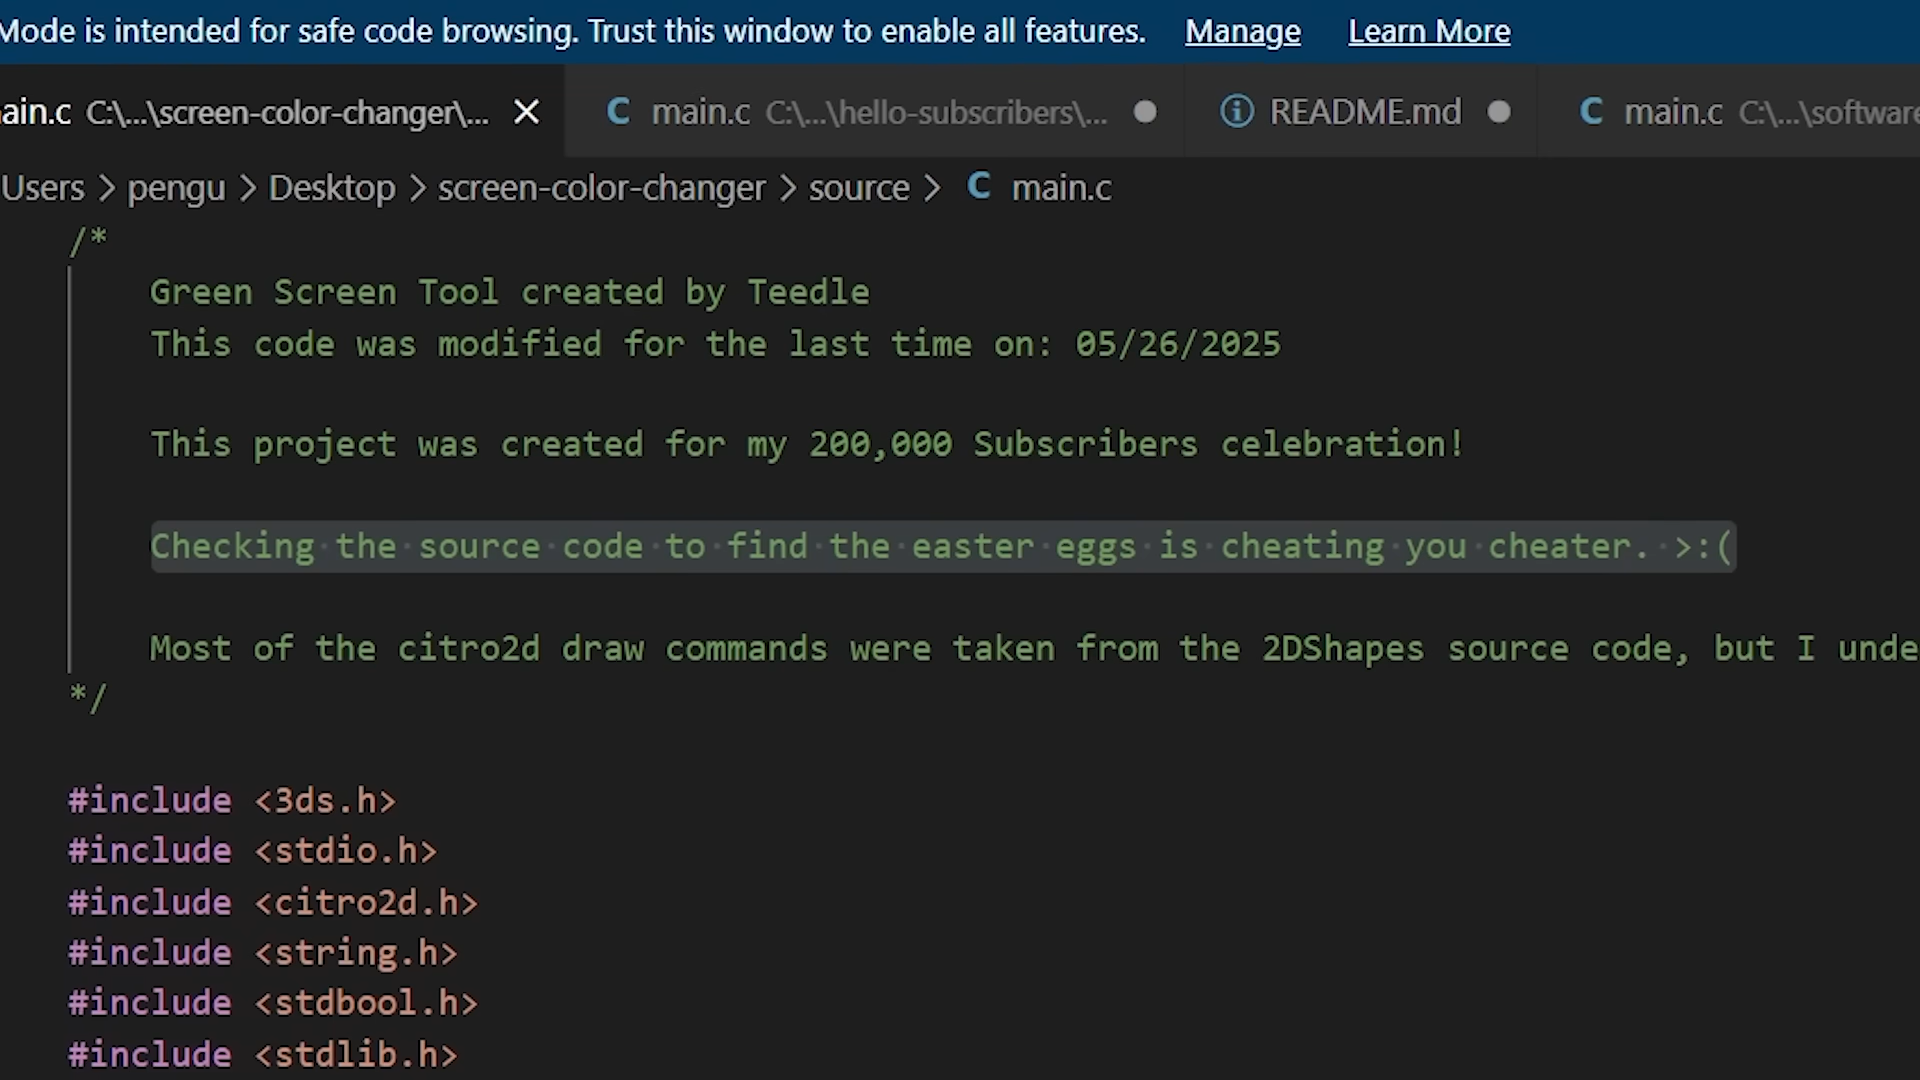 Mode is intended for safe code browsing. Trust this window to enable all features. Manage Learn More
main.c C:\...\screen-color-changer\... main.c C:\...\hello-subscribers\... README.md main.c C:\...\software
Users > pengu > Desktop > screen-color-changer > source > C main.c
/*
Green Screen Tool created by Teedle
This code was modified for the last time on: 05/26/2025
This project was created for my 200,000 Subscribers celebration!
Checking the source code to find the easter eggs is cheating you cheater. >:(
Most of the citro2d draw commands were taken from the 2DShapes source code, but I unde
*/
#include <3ds.h>
#include <stdio.h>
#include <citro2d.h>
#include <string.h>
#include <stdbool.h>
#include <stdlib.h>